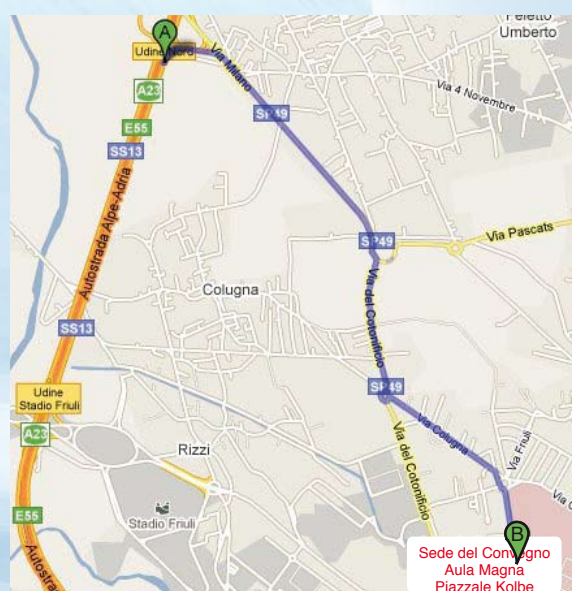 Feletto
Umberto
A
Udine Nord
Via Milano
A23
Via 4 Novembre
SP49
E55
SS13
Autostrada Alpe-Adria
SP49
Via Pascats
Via del Cotonificio
Colugna
SS13
SP49
Udine
Stadio Friuli
Via Colugna
A23
Via del Cotonificio
Via Friuli
Rizzi
Stadio Friuli
E55
B
Sede del Convegno
Aula Magna
Piazzale Kolbe